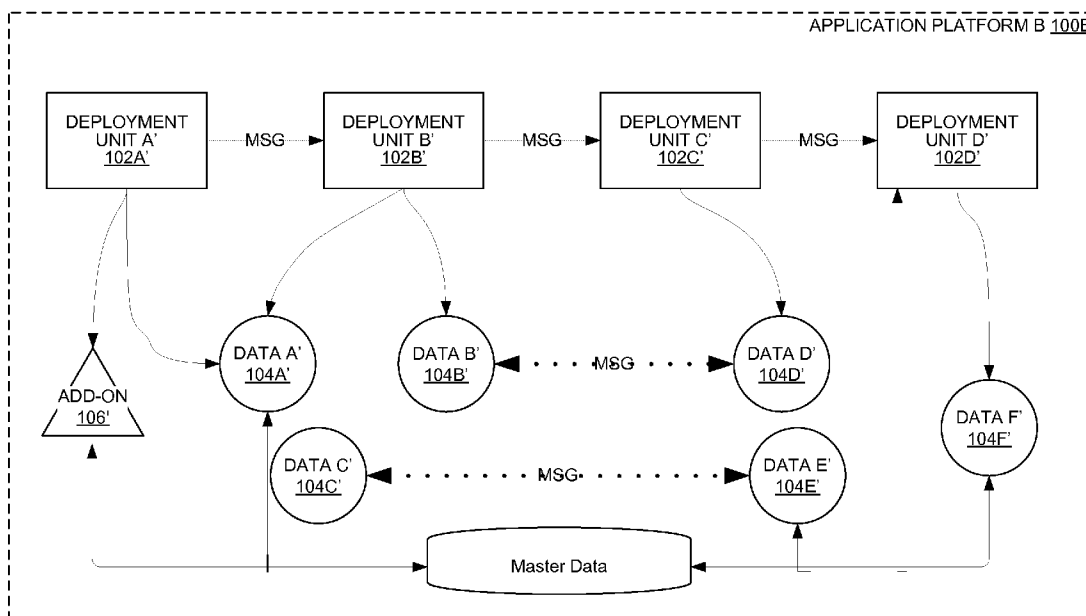 APPLICATION PLATFORM B 100B
DEPLOYMENT
UNIT A'
102A'
MSG
DEPLOYMENT
UNIT B'
102B'
MSG
DEPLOYMENT
UNIT C'
102C'
MSG
DEPLOYMENT
UNIT D'
102D'
ADD-ON
106'
DATA A'
104A'
DATA B'
104B'
MSG
DATA D'
104D'
DATA F'
104F'
DATA C'
104C'
MSG
DATA E'
104E'
Master Data